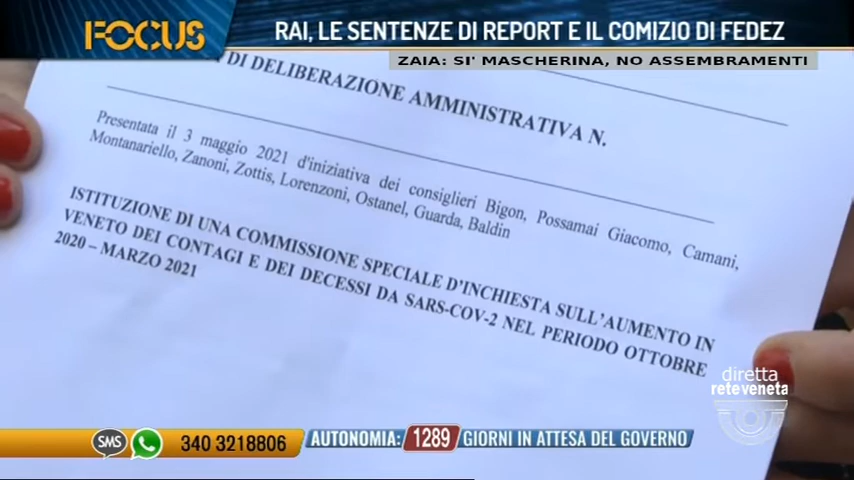 FOCUS
RAI, LE SENTENZE DI REPORT E IL COMIZIO DI FEDEZ
ZAIA: SI' MASCHERINA, NO ASSEMBRAMENTI
DI DELIBERAZIONE AMMINISTRATIVA N.
Presentata il 3 maggio 2021 d'iniziativa dei consiglieri Bigon, Possamai Giacomo, Camani,
Montanariello, Zanoni, Zottis, Lorenzoni, Ostanel, Guarda, Baldin
ISTITUZIONE DI UNA COMMISSIONE SPECIALE D'INCHIESTA SULL'AUMENTO IN
VENETO DEI CONTAGI E DEI DECESSI DA SARS-COV-2 NEL PERIODO OTTOBRE
2020 – MARZO 2021
diretta
reteveneta
SMS 340 3218806 AUTONOMIA: 1289 GIORNI IN ATTESA DEL GOVERNO